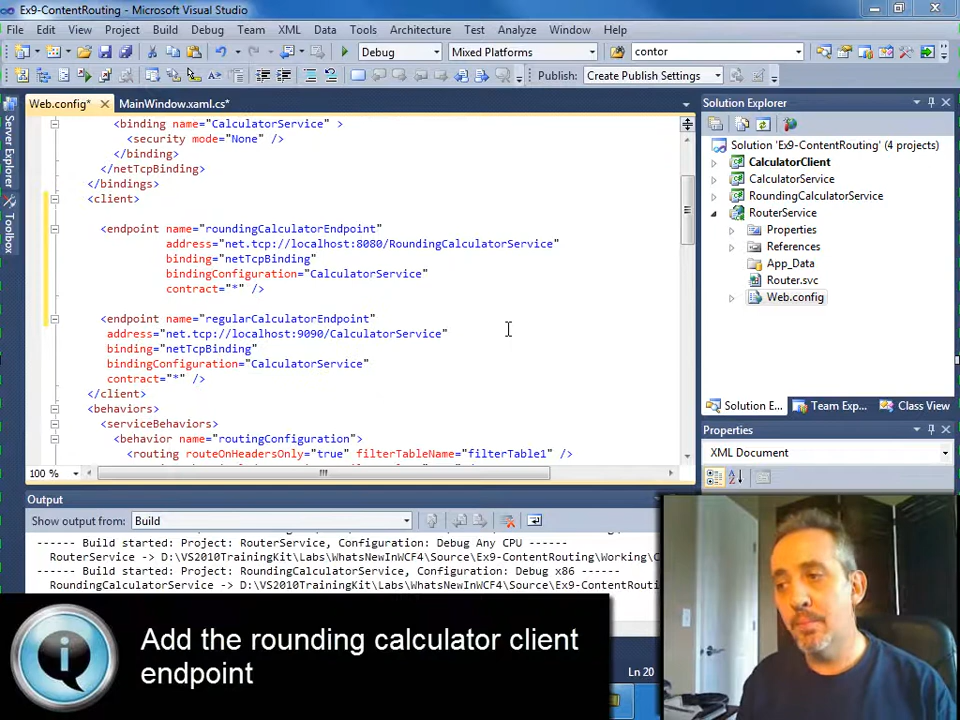 Ex9-ContentRouting - Microsoft Visual Studio
File Edit View Project Build Debug Team XML Data Tools Architecture Test Analyze Window Help
Debug Mixed Platforms contor
Publish: Create Publish Settings
Web.config* MainWindow.xaml.cs*
Server Explorer
Toolbox
<binding name="CalculatorService" >
<security mode="None" />
</binding>
</netTcpBinding>
</bindings>
<client>
<endpoint name="roundingCalculatorEndpoint"
address="net.tcp://localhost:8080/RoundingCalculatorService"
binding="netTcpBinding"
bindingConfiguration="CalculatorService"
contract="*" />
<endpoint name="regularCalculatorEndpoint"
address="net.tcp://localhost:9090/CalculatorService"
binding="netTcpBinding"
bindingConfiguration="CalculatorService"
contract="*" />
</client>
<behaviors>
<serviceBehaviors>
<behavior name="routingConfiguration">
<routing routeOnHeadersOnly="true" filterTableName="filterTable1" />
100 %
Solution Explorer
Solution 'Ex9-ContentRouting' (4 projects)
CalculatorClient
CalculatorService
RoundingCalculatorService
RouterService
Properties
References
App_Data
Router.svc
Web.config
Solution E... Team Exp... Class View
Properties
XML Document
Output
Show output from: Build
------ Build started: Project: RouterService, Configuration: Debug Any CPU ------
RouterService -> D:\VS2010TrainingKit\Labs\WhatsNewInWCF4\Source\Ex9-ContentRouting\Working\C
------ Build started: Project: RoundingCalculatorService, Configuration: Debug x86 ------
RoundingCalculatorService -> D:\VS2010TrainingKit\Labs\WhatsNewInWCF4\Source\Ex9-ContentRouti
Ln 20
Add the rounding calculator client
endpoint